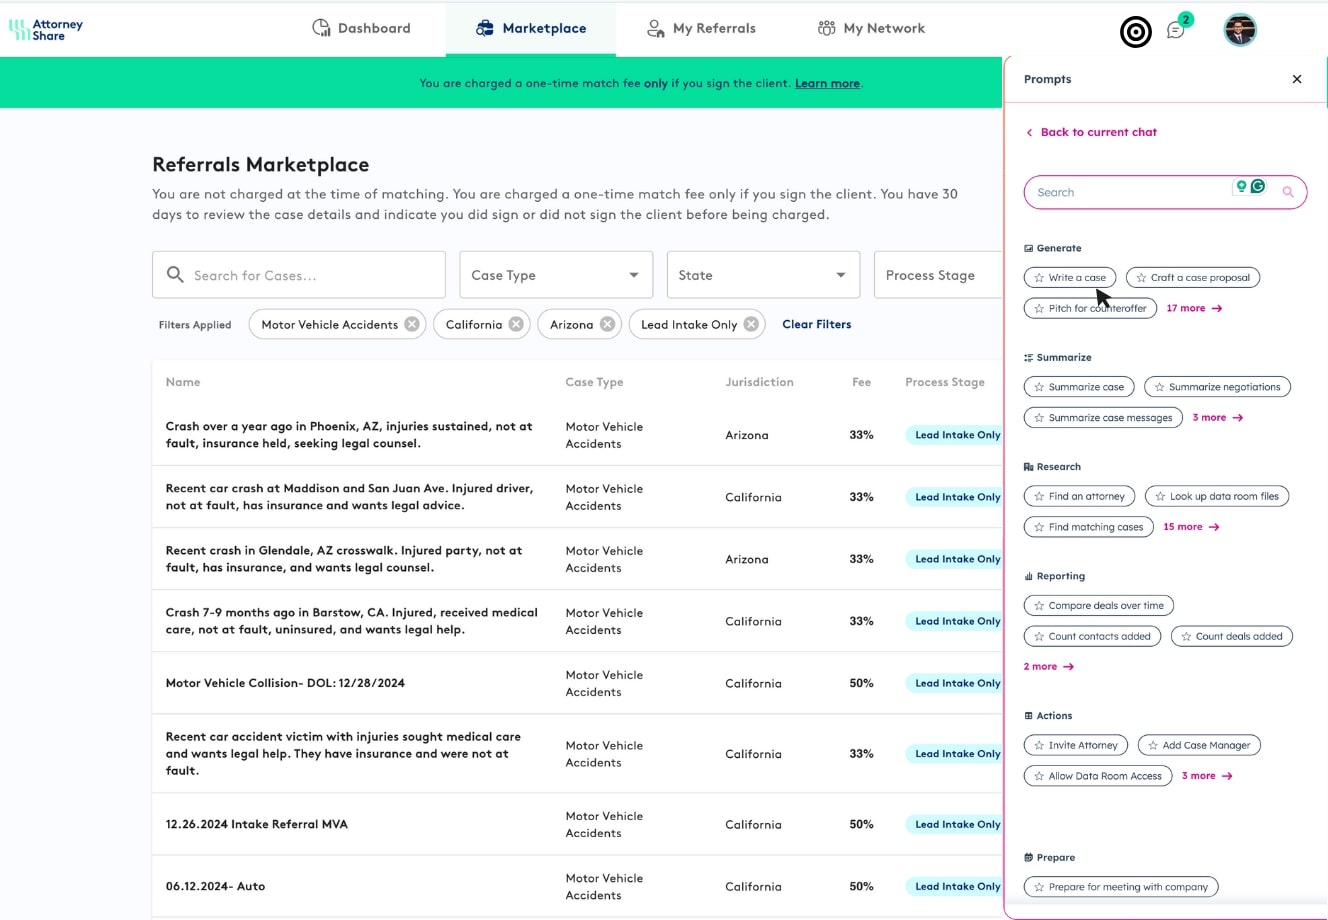 Attorney
Share
Dashboard
Marketplace
My Referrals
My Network
2
You are charged a one-time match fee only if you sign the client. Learn more.
Referrals Marketplace
You are not charged at the time of matching. You are charged a one-time match fee only if you sign the client. You have 30
days to review the case details and indicate you did sign or did not sign the client before being charged.
Search for Cases...
Case Type
State
Process Stage
Filters Applied
Motor Vehicle Accidents
California
Arizona
Lead Intake Only
Clear Filters
Name
Case Type
Jurisdiction
Fee
Process Stage
Crash over a year ago in Phoenix, AZ, injuries sustained, not at
fault, insurance held, seeking legal counsel.
Motor Vehicle
Accidents
Arizona
33%
Lead Intake Only
Recent car crash at Maddison and San Juan Ave. Injured driver,
not at fault, has insurance and wants legal advice.
Motor Vehicle
Accidents
California
33%
Lead Intake Only
Recent crash in Glendale, AZ crosswalk. Injured party, not at
fault, has insurance, and wants legal counsel.
Motor Vehicle
Accidents
Arizona
33%
Lead Intake Only
Crash 7-9 months ago in Barstow, CA. Injured, received medical
care, not at fault, uninsured, and wants legal help.
Motor Vehicle
Accidents
California
33%
Lead Intake Only
Motor Vehicle Collision- DOL: 12/28/2024
Motor Vehicle
Accidents
California
50%
Lead Intake Only
Recent car accident victim with injuries sought medical care
and wants legal help. They have insurance and were not at
fault.
Motor Vehicle
Accidents
California
33%
Lead Intake Only
12.26.2024 Intake Referral MVA
Motor Vehicle
Accidents
California
50%
Lead Intake Only
06.12.2024- Auto
Motor Vehicle
Accidents
California
50%
Lead Intake Only
Prompts
Back to current chat
Search
Generate
Write a case
Craft a case proposal
Pitch for counteroffer
17 more
Summarize
Summarize case
Summarize negotiations
Summarize case messages
3 more
Research
Find an attorney
Look up data room files
Find matching cases
15 more
Reporting
Compare deals over time
Count contacts added
Count deals added
2 more
Actions
Invite Attorney
Add Case Manager
Allow Data Room Access
3 more
Prepare
Prepare for meeting with company